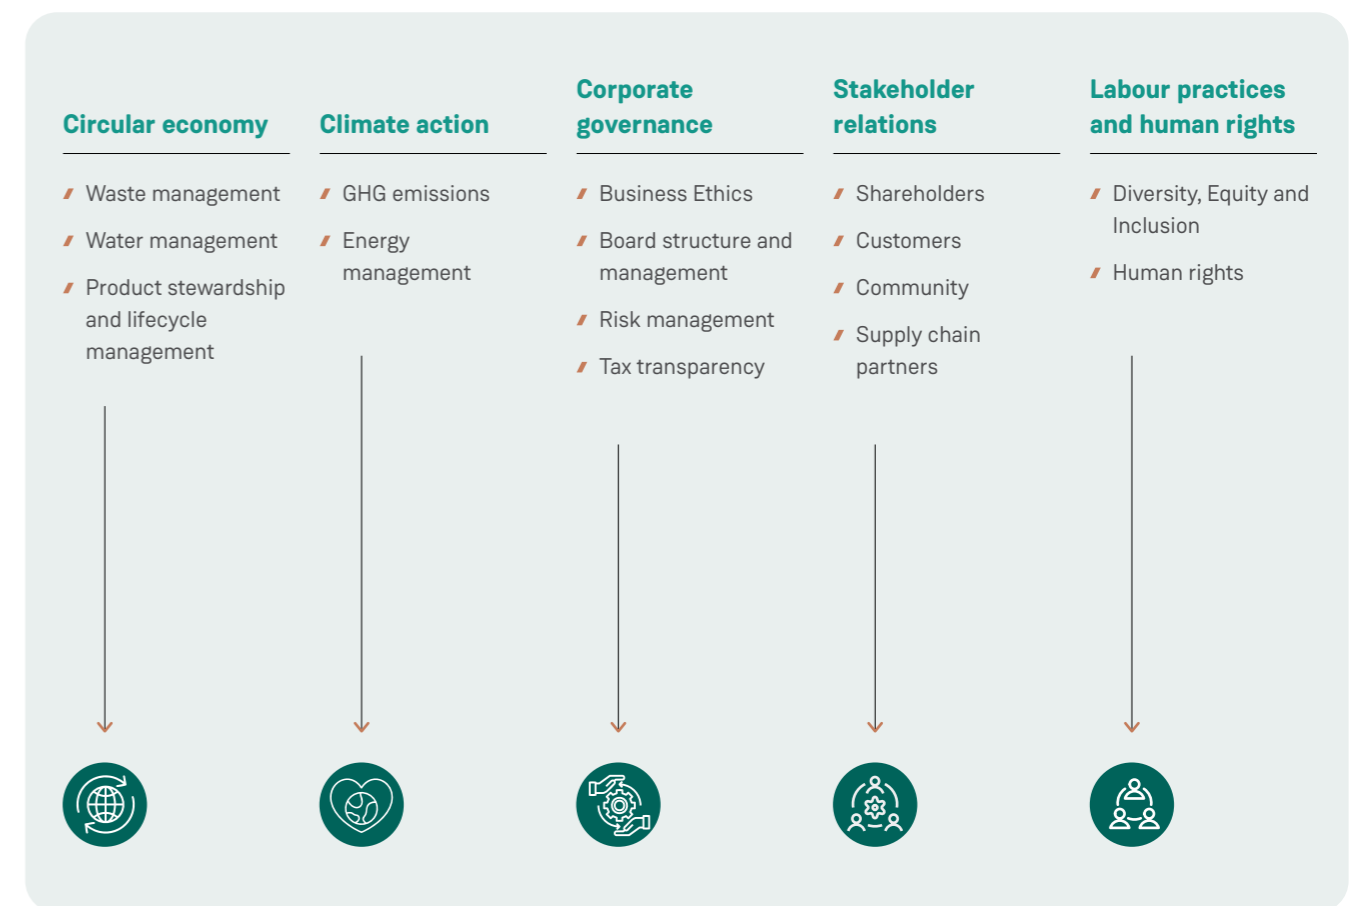 Circular economy
Waste management
Water management
Product stewardship
and lifecycle
management
Climate action
GHG emissions
Energy
management
Corporate
governance
Business Ethics
Board structure and
management
Risk management
Tax transparency
Stakeholder
relations
Shareholders
Customers
Community
Supply chain
partners
Labour practices
and human rights
Diversity, Equity and
Inclusion
Human rights